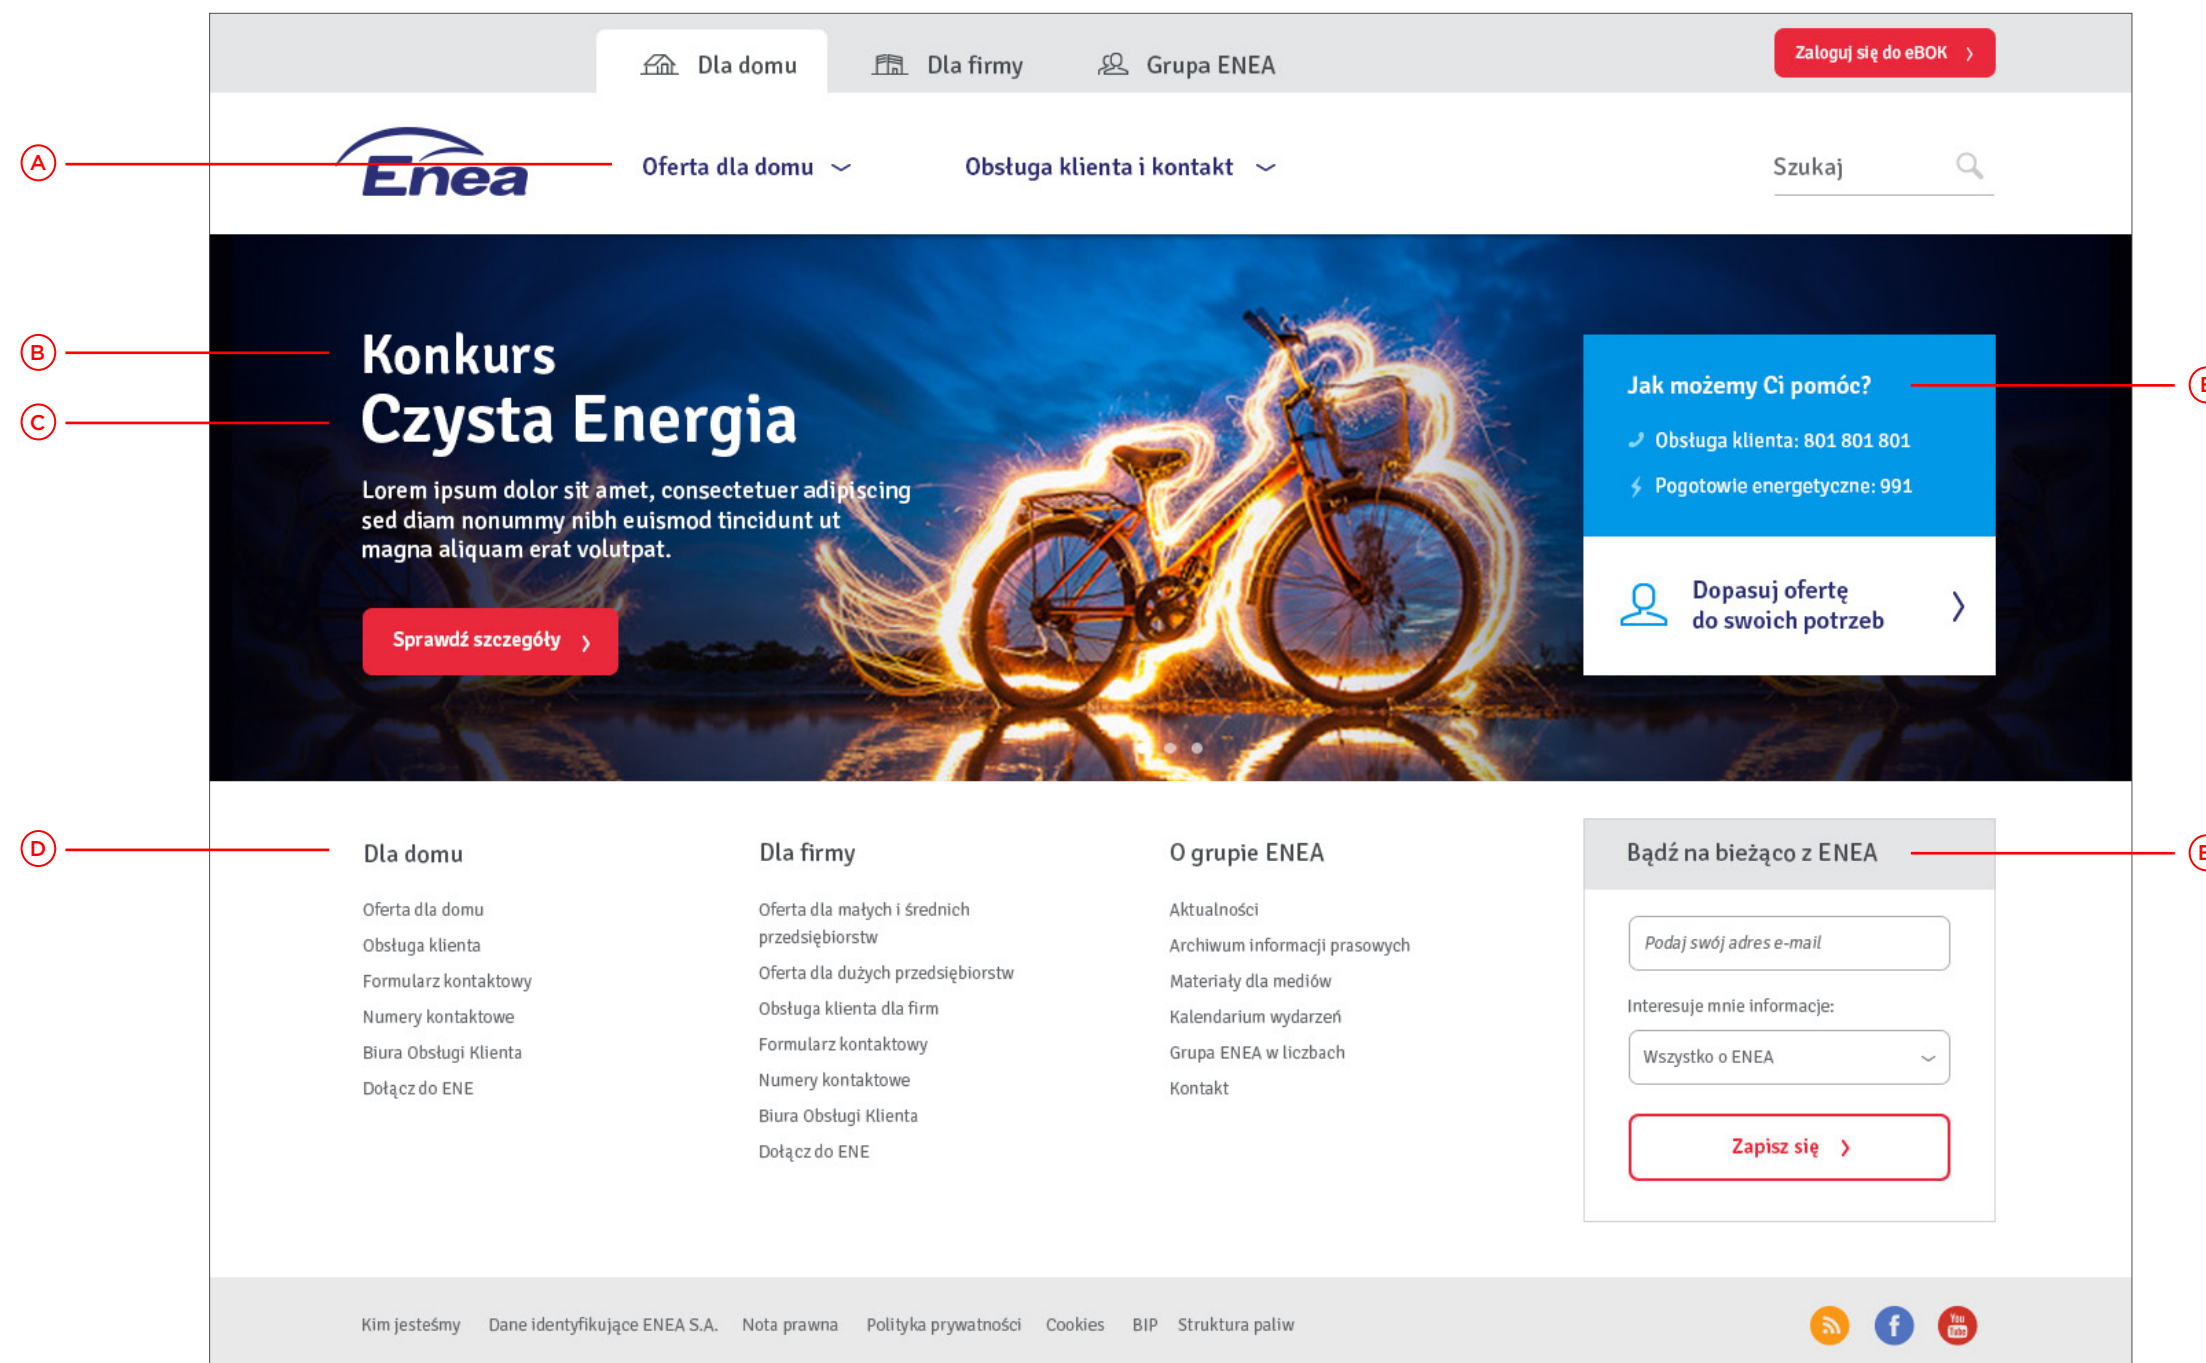 Dla domu
Dla firmy
Grupa ENEA
Zaloguj się do eBOK
A
Enea
Oferta dla domu
Obsługa klienta i kontakt
Szukaj
B
Konkurs
C
Czysta Energia
Lorem ipsum dolor sit amet, consectetuer adipiscing
sed diam nonummy nibh euismod tincidunt ut
magna aliquam erat volutpat.
Sprawdź szczegóły
Jak możemy Ci pomóc?
Obsługa klienta: 801 801 801
Pogotowie energetyczne: 991
Dopasuj ofertę
do swoich potrzeb
D
Dla domu
Oferta dla domu
Obsługa klienta
Formularz kontaktowy
Numery kontaktowe
Biura Obsługi Klienta
Dołącz do ENE
Dla firmy
Oferta dla małych i średnich
przedsiębiorstw
Oferta dla dużych przedsiębiorstw
Obsługa klienta dla firm
Formularz kontaktowy
Numery kontaktowe
Biura Obsługi Klienta
Dołącz do ENE
O grupie ENEA
Aktualności
Archiwum informacji prasowych
Materiały dla mediów
Kalendarium wydarzeń
Grupa ENEA w liczbach
Kontakt
Bądź na bieżąco z ENEA
Podaj swój adres e-mail
Interesuje mnie informacje:
Wszystko o ENEA
Zapisz się
Kim jesteśmy
Dane identyfikujące ENEA S.A.
Nota prawna
Polityka prywatności
Cookies
BIP
Struktura paliw
f
You
Tube